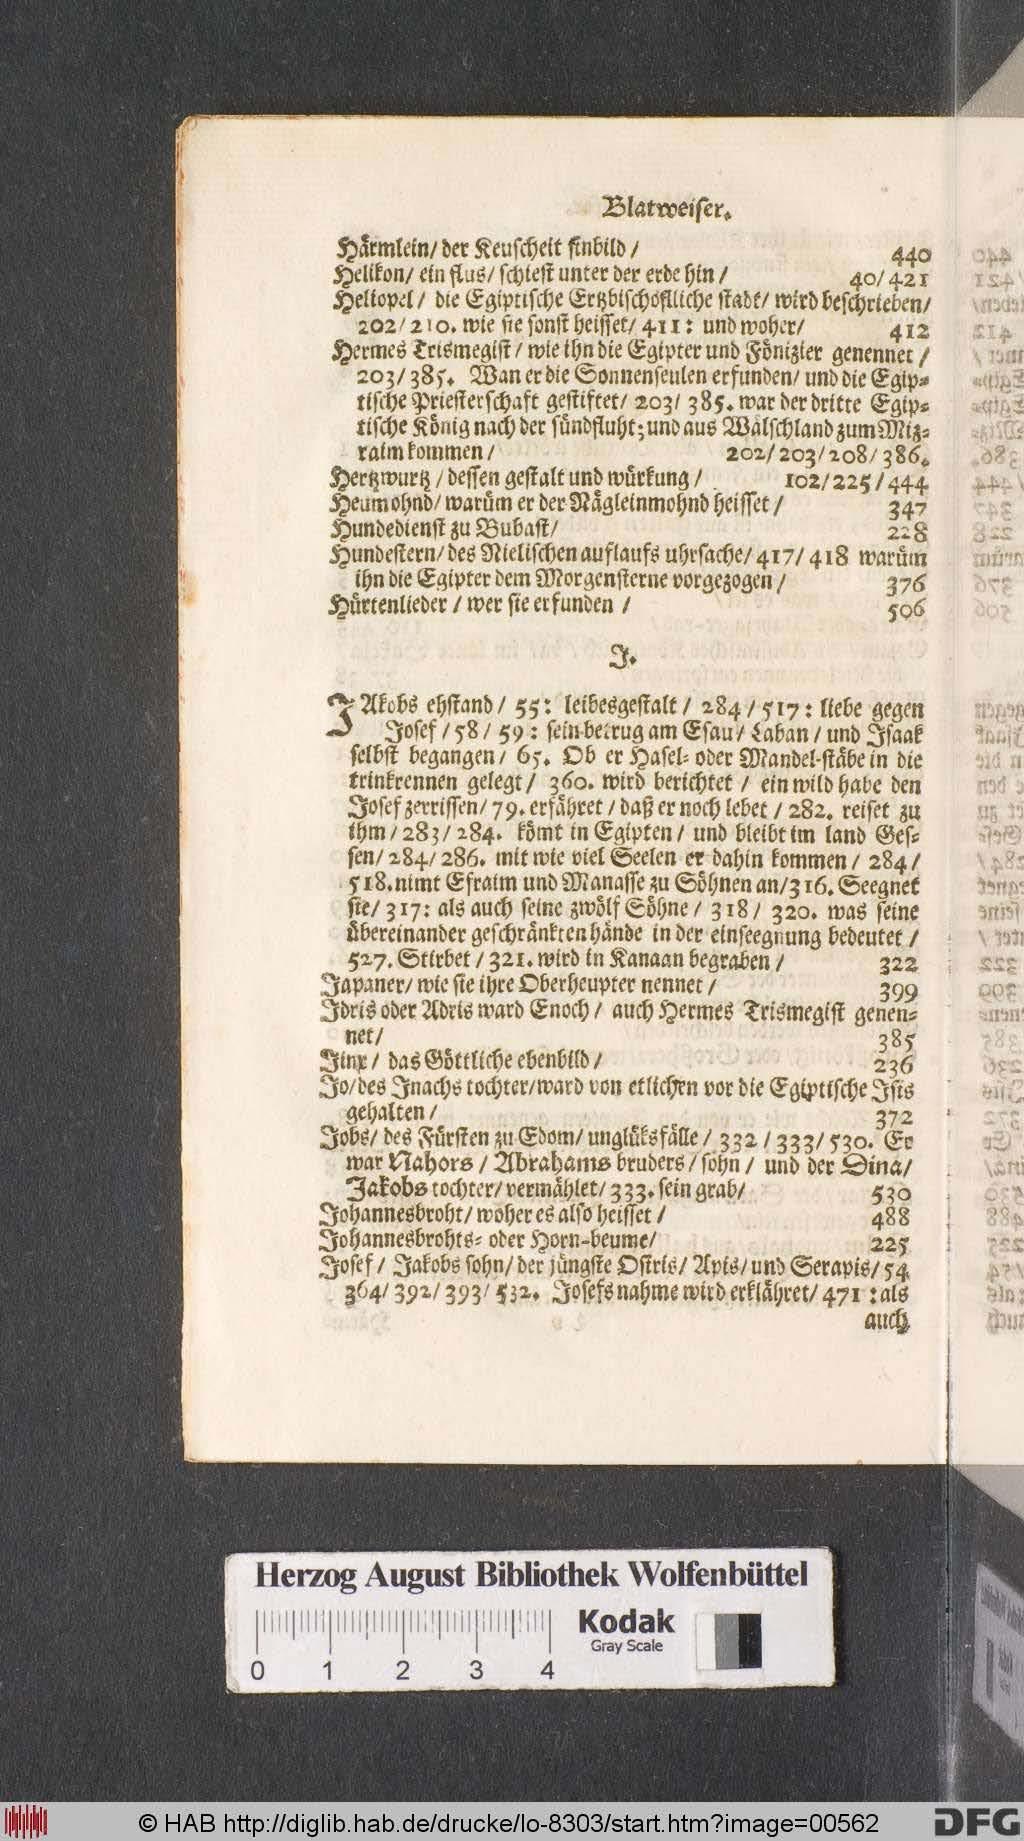 Blatweiser.
Härmlein/ der Keuscheit sinbild / 440
Helikon/ ein flus/ schiest unter der erde hin / 40/421
Heliopel / die Egiptische Ertzbischöfliche stadt/ wird beschrieben/
202/210. wie sie sonst heisset/ 411: und woher/ 412
Hermes Trismegist / wie ihn die Egipter und Fönizier genennet /
203/385. Wan er die Sonnenseulen erfunden/ und die Egip=
tische Priesterschaft gestiftet/ 203/ 385. war der dritte Egip=
tische König nach der sündfluht; und aus Wälschland zum Miz=
raim kommen / 202/203/208/386.
Hertzwurtz / dessen gestalt und würkung / 102/225/444
Heumohnd/ warüm er der Nägleinmohnd heisset / 347
Hundedienst zu Bubast/ 228
Hundestern/ des Nielischen auflaufs uhrsache/ 417/ 418 warüm
ihn die Egipter dem Morgensterne vorgezogen / 376
Hürtenlieder / wer sie erfunden / 506
J.
JAkobs ehstand / 55: leibesgestalt / 284/517: liebe gegen
Josef /58/ 59: sein betrug am Esau/ Laban / und Isaak
selbst begangen/ 65. Ob er Hasel= oder Mandel-stäbe in die
trinkrennen gelegt/ 360. wird berichtet / ein wild habe den
Josef zerrissen/ 79. erfähret / daß er noch lebet / 282. reiset zu
ihm/ 283/ 284. kömt in Egipten / und bleibt im land Ges=
sen/ 284/ 286. mit wie viel Seelen er dahin kommen / 284/
518. nimt Efraim und Manasse zu Söhnen an/ 316. Seegnet
sie/ 317: als auch seine zwölf Söhne / 318/ 320. was seine
übereinander geschränkten hände in der einseegnung bedeutet /
527. Stirbet / 321. wird in Kanaan begraben / 322
Japaner/ wie sie ihre Oberheupter nennet / 399
Idris oder Adris ward Enoch / auch Hermes Trismegist genen=
net/ 385
Jinx / das Göttliche ebenbild / 236
Jo/ des Inachs tochter/ ward von etlichen vor die Egiptische Isis
gehalten / 372
Jobs/ des Fürsten zu Edom/ unglüksfälle / 332 / 333/ 530. Er
war Nahors / Abrahams bruders / sohn / und der Dina/
Jakobs tochter/ vermählet/ 333. sein grab/ 530
Johannesbroht/ woher es also heisset / 488
Johannesbrohts= oder Horn-beume/ 225
Josef / Jakobs sohn/ der jüngste Osiris/ Apis/ und Serapis/ 54
364/ 392/ 393/ 532. Josefs nahme wird erklähret/ 471: als
auch
Herzog August Bibliothek Wolfenbüttel
Kodak
Gray Scale
0 1 2 3 4
© HAB http://diglib.hab.de/drucke/lo-8303/start.htm?image=00562
DFG